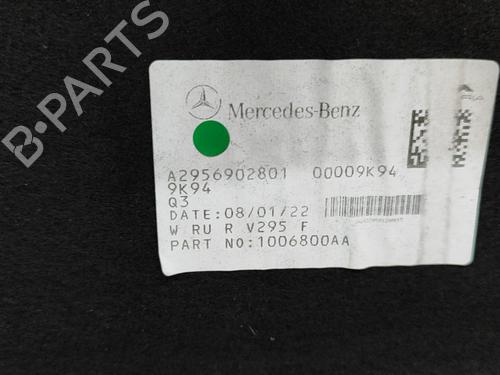 Mercedes-Benz
A2956902801 00009K94
9K94
Q3
DATE:08/01/22
W RU R V295 F
PART NO:1006800AA
B-PARTS